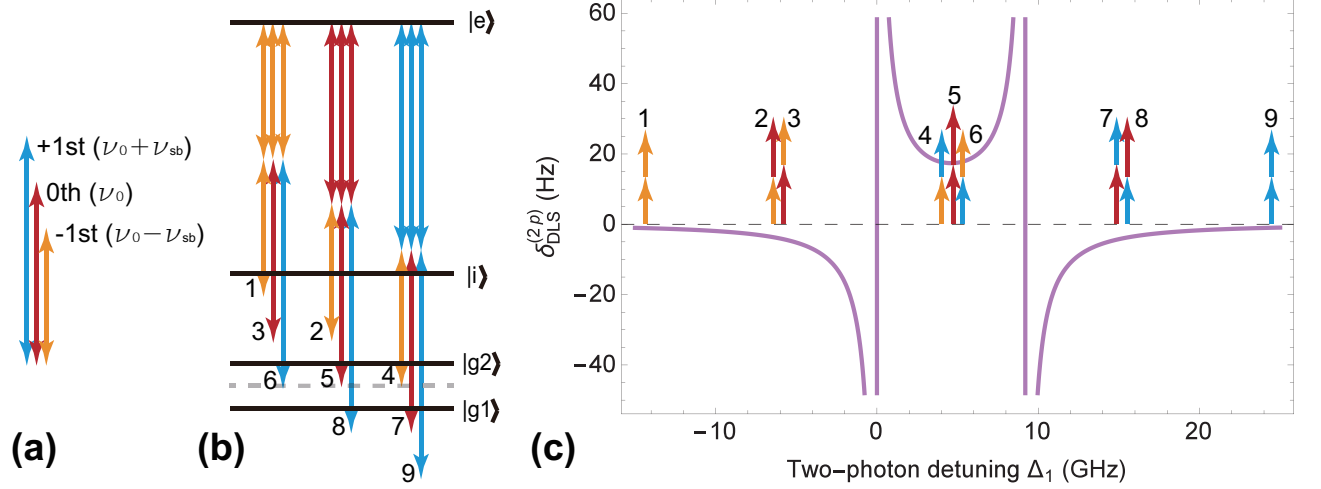 +1st (ν₀+νsb)
0th (ν₀)
-1st (ν₀−νsb)
(a)
|e⟩
|i⟩
|g2⟩
|g1⟩
1
3
2
6
5
4
8
7
9
(b)
60
40
20
0
−20
−40
δ_DLS^(2p) (Hz)
1
2
3
4
5
6
7
8
9
−10
0
10
20
Two−photon detuning Δ₁ (GHz)
(c)